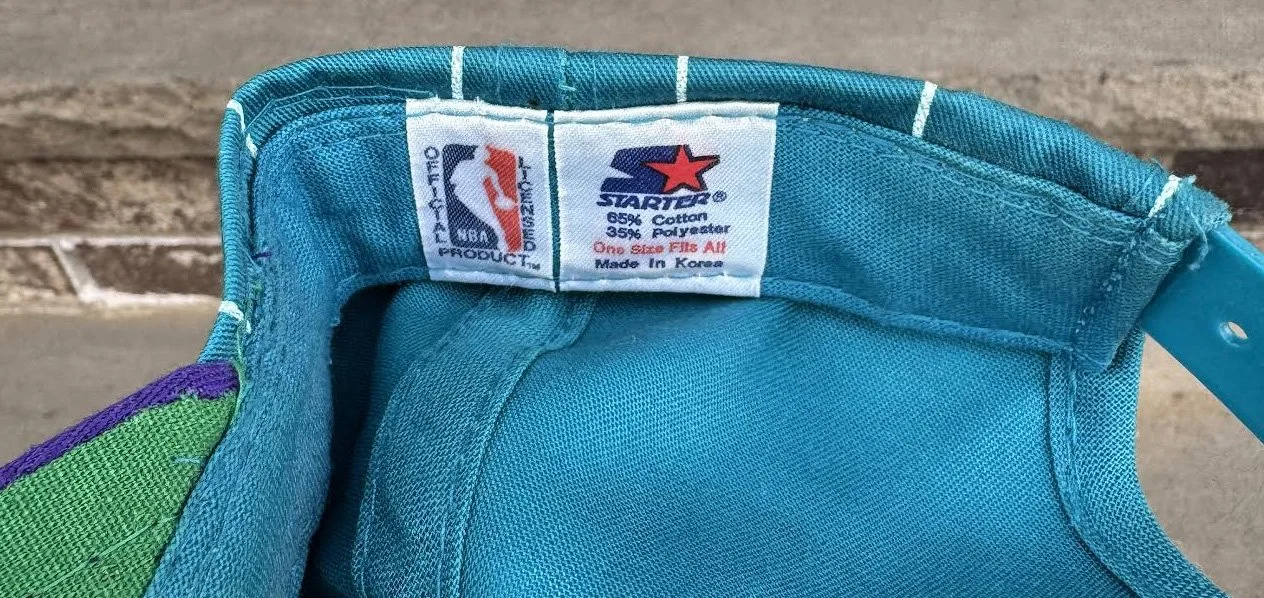 OFFICIAL
LICENSED
NBA
PRODUCT™
STARTER®
65% Cotton
35% Polyester
One Size Fits All
Made In Korea